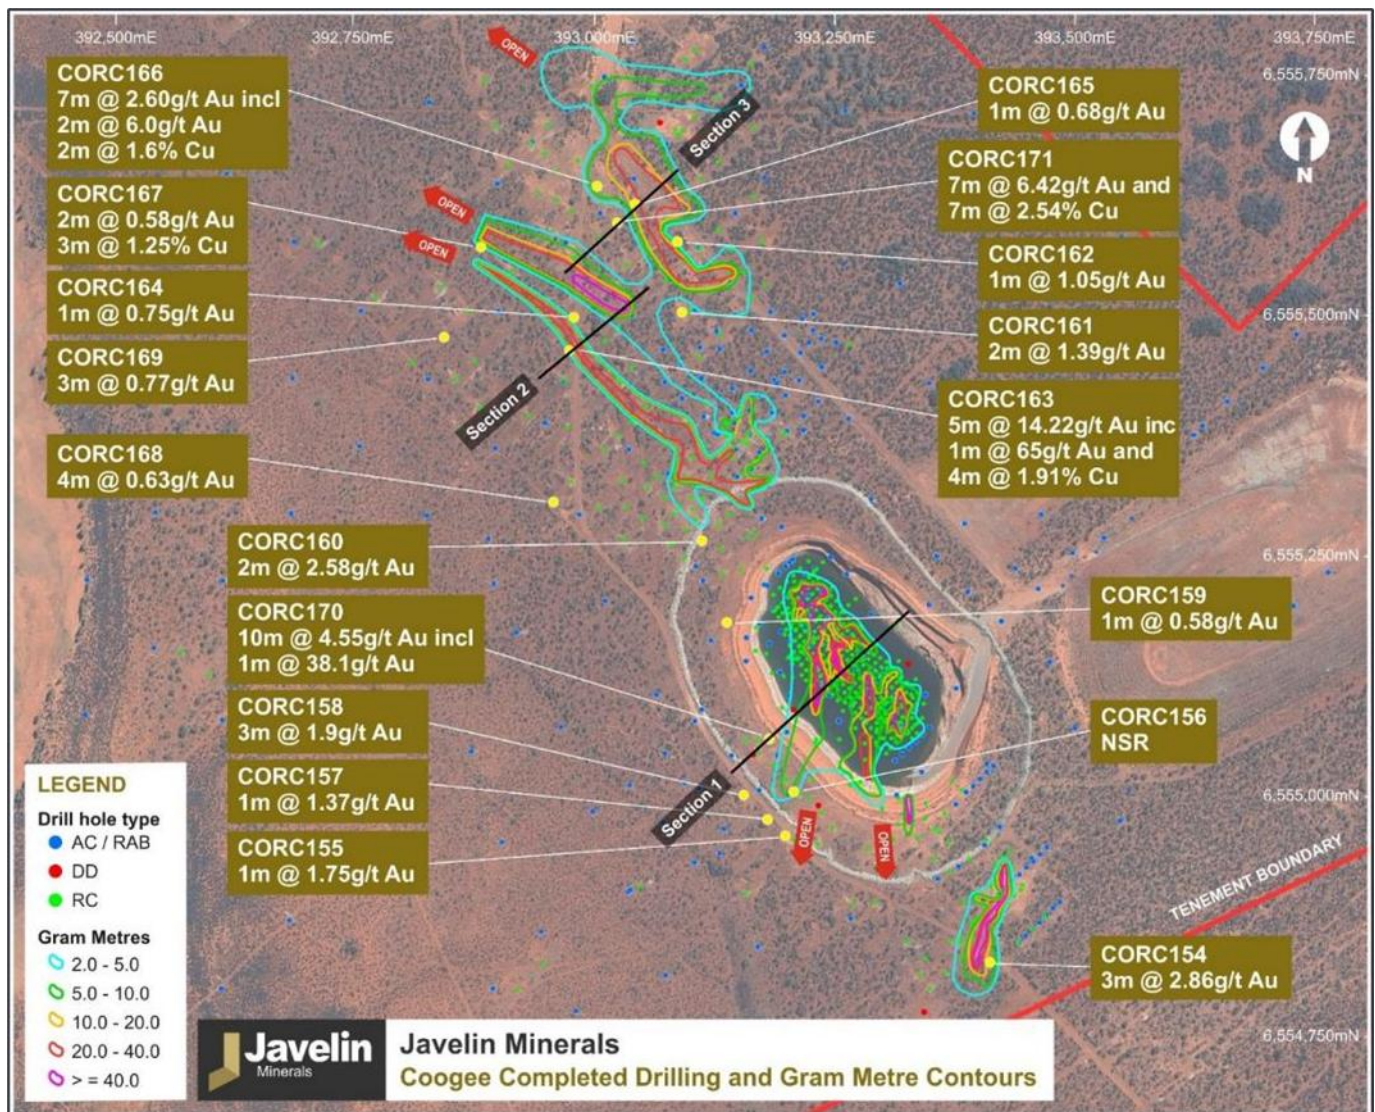 392,500mE
392,750mE
393,000mE
393,250mE
393,500mE
393,750mE
6,555,750mN
6,555,500mN
6,555,250mN
6,555,000mN
6,554,750mN
N
OPEN
OPEN
OPEN
OPEN
OPEN
CORC166
7m @ 2.60g/t Au incl
2m @ 6.0g/t Au
2m @ 1.6% Cu
CORC167
2m @ 0.58g/t Au
3m @ 1.25% Cu
CORC164
1m @ 0.75g/t Au
CORC169
3m @ 0.77g/t Au
CORC168
4m @ 0.63g/t Au
CORC160
2m @ 2.58g/t Au
CORC170
10m @ 4.55g/t Au incl
1m @ 38.1g/t Au
CORC158
3m @ 1.9g/t Au
CORC157
1m @ 1.37g/t Au
CORC155
1m @ 1.75g/t Au
CORC165
1m @ 0.68g/t Au
CORC171
7m @ 6.42g/t Au and
7m @ 2.54% Cu
CORC162
1m @ 1.05g/t Au
CORC161
2m @ 1.39g/t Au
CORC163
5m @ 14.22g/t Au inc
1m @ 65g/t Au and
4m @ 1.91% Cu
CORC159
1m @ 0.58g/t Au
CORC156
NSR
CORC154
3m @ 2.86g/t Au
Section 3
Section 2
Section 1
TENEMENT BOUNDARY
LEGEND
Drill hole type
AC / RAB
DD
RC
Gram Metres
2.0 - 5.0
5.0 - 10.0
10.0 - 20.0
20.0 - 40.0
> = 40.0
Javelin
Minerals
Javelin Minerals
Coogee Completed Drilling and Gram Metre Contours